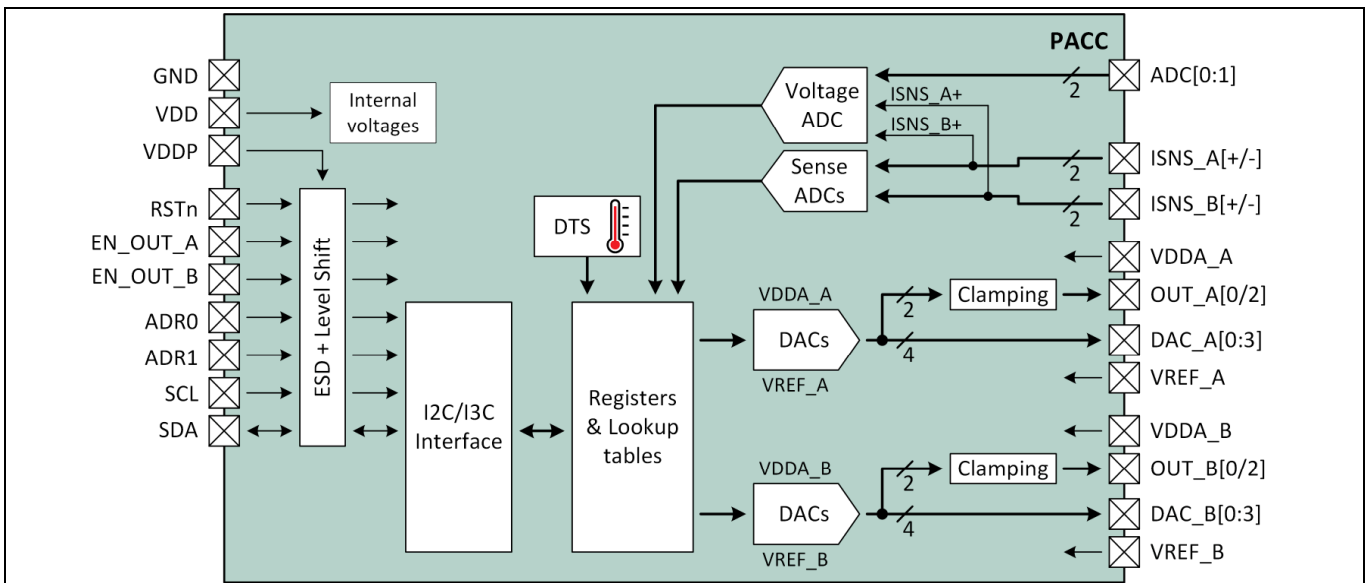 PACC
GND
VDD
VDDP
RSTn
EN_OUT_A
EN_OUT_B
ADR0
ADR1
SCL
SDA
Internal
voltages
ESD + Level Shift
I2C/I3C
Interface
DTS
Registers
& Lookup
tables
Voltage
ADC
ISNS_A+
ISNS_B+
Sense
ADCs
2
2
2
VDDA_A
DACs
VREF_A
2
4
Clamping
VDDA_B
DACs
VREF_B
2
4
Clamping
ADC[0:1]
ISNS_A[+/-]
ISNS_B[+/-]
VDDA_A
OUT_A[0/2]
DAC_A[0:3]
VREF_A
VDDA_B
OUT_B[0/2]
DAC_B[0:3]
VREF_B